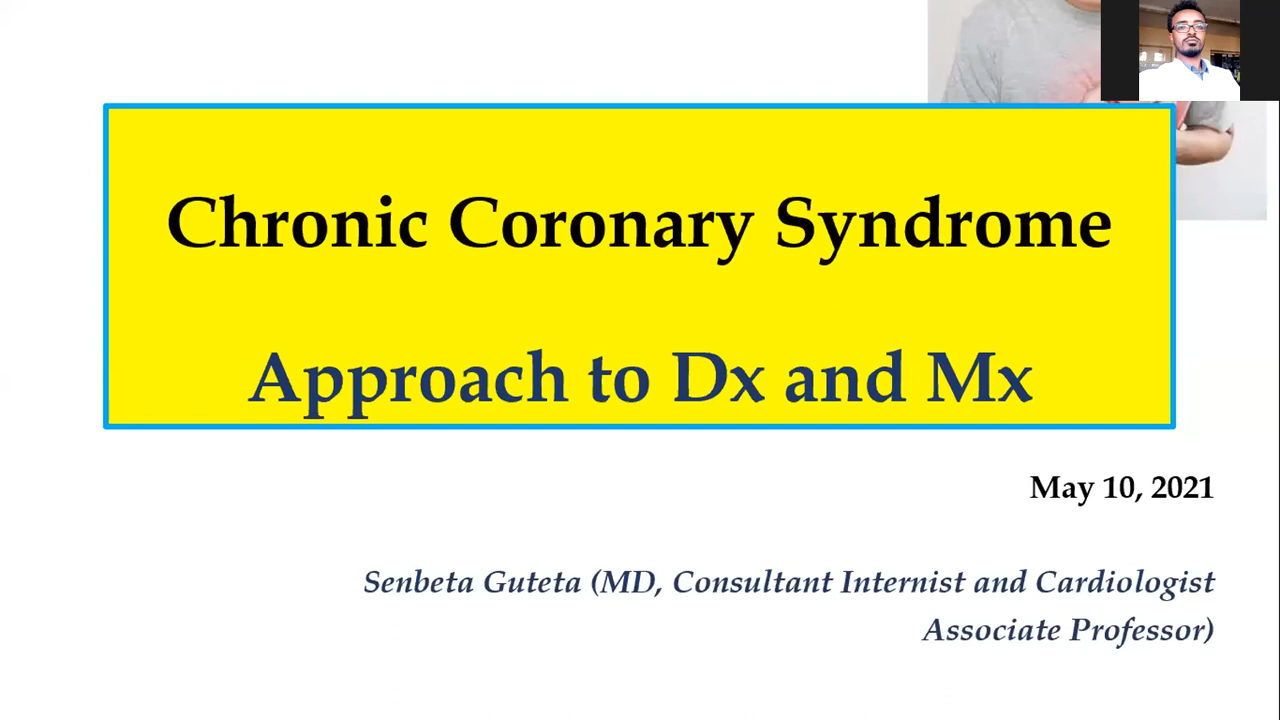 Chronic Coronary Syndrome
Approach to Dx and Mx
May 10, 2021
Senbeta Guteta (MD, Consultant Internist and Cardiologist
Associate Professor)